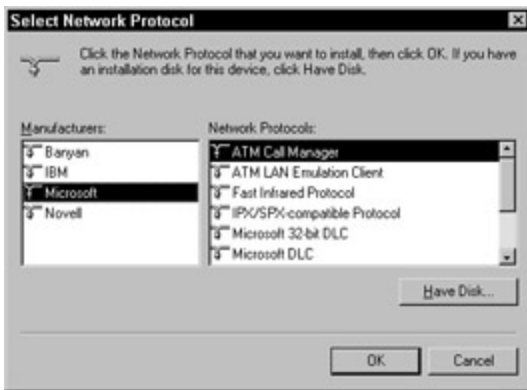 Select Network Protocol
Click the Network Protocol that you want to install, then click OK. If you have
an installation disk for this device, click Have Disk.
Manufacturers:
Banyan
IBM
Microsoft
Novell
Network Protocols:
ATM Call Manager
ATM LAN Emulation Client
Fast Infrared Protocol
IPX/SPX-compatible Protocol
Microsoft 32-bit DLC
Microsoft DLC
Have Disk...
OK
Cancel